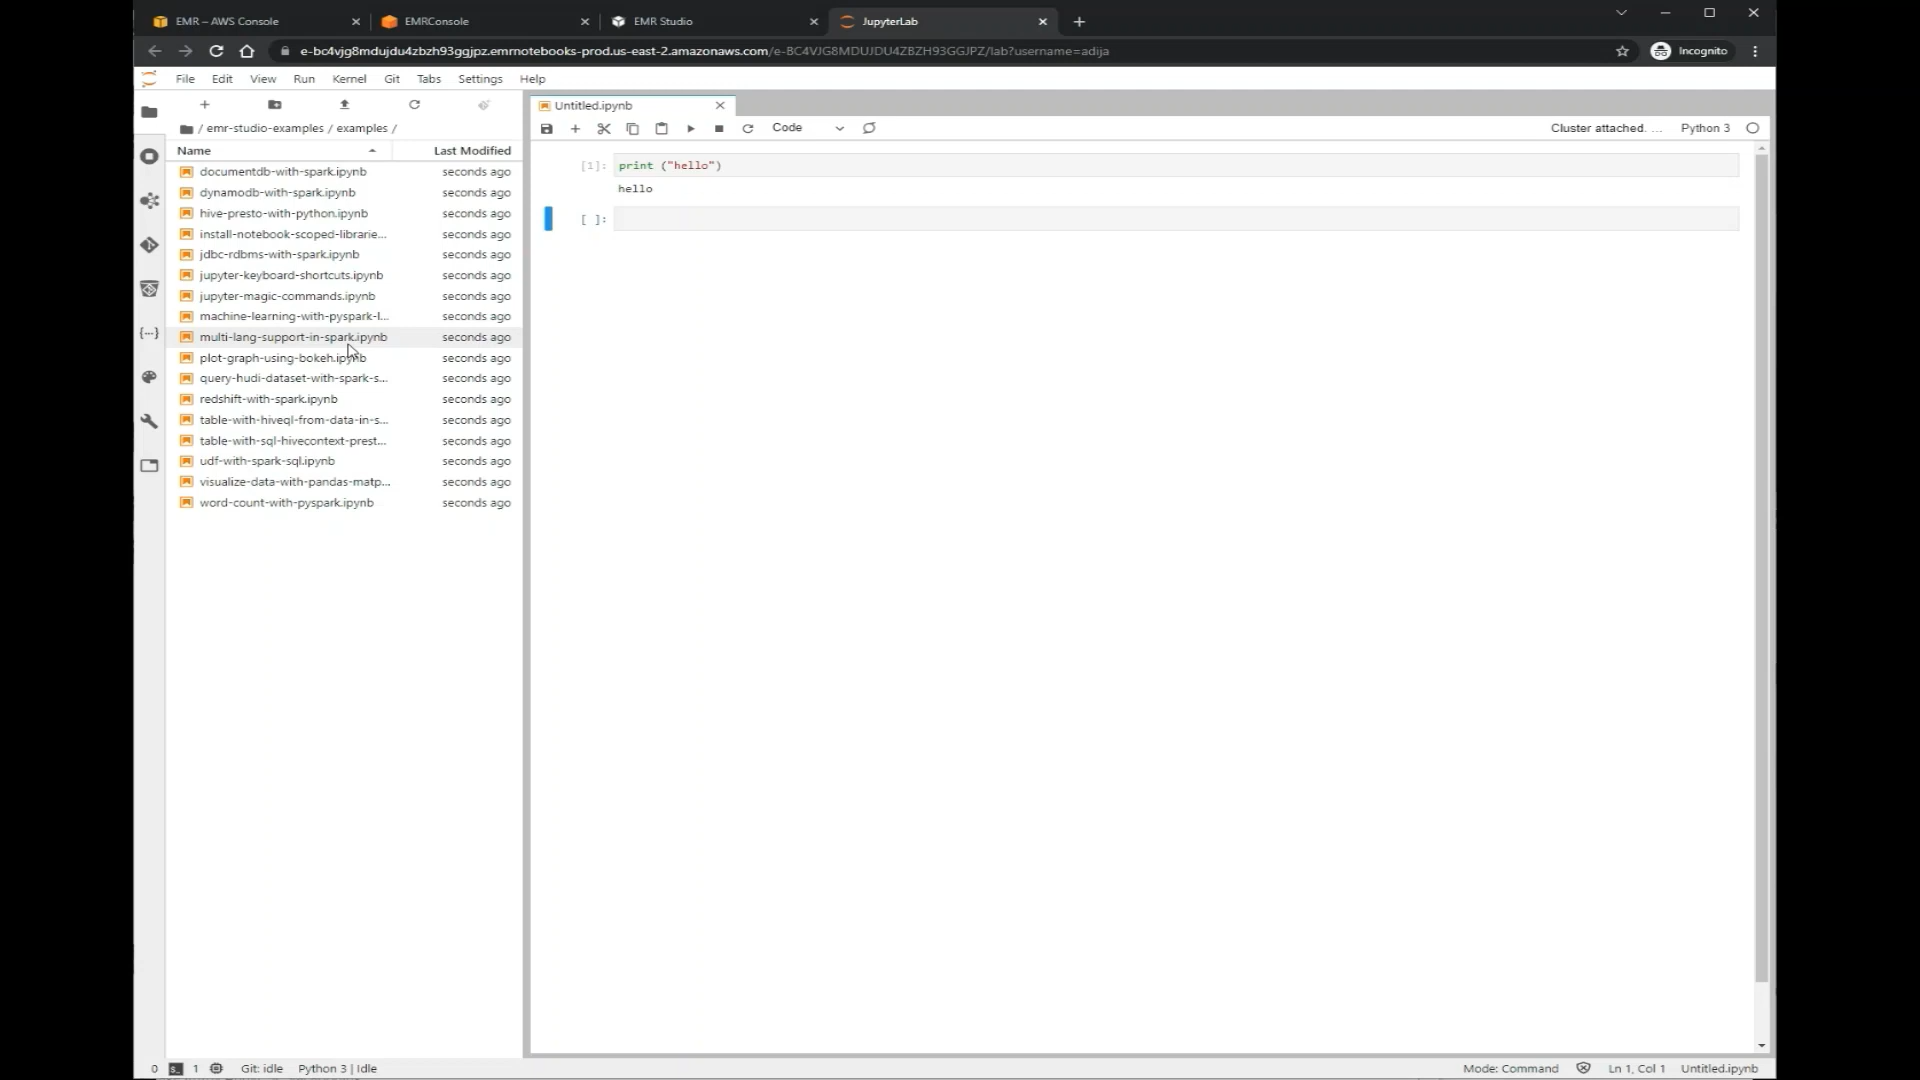 EMR – AWS Console
EMRConsole
EMR Studio
JupyterLab
e-bc4vjg8mdujdu4zbzh93ggjpz.emrnotebooks-prod.us-east-2.amazonaws.com/e-BC4VJG8MDUJDU4ZBZH93GGJPZ/lab?username=adija
Incognito
File Edit View Run Kernel Git Tabs Settings Help
/ emr-studio-examples / examples /
Name Last Modified
documentdb-with-spark.ipynb seconds ago
dynamodb-with-spark.ipynb seconds ago
hive-presto-with-python.ipynb seconds ago
install-notebook-scoped-librarie... seconds ago
jdbc-rdbms-with-spark.ipynb seconds ago
jupyter-keyboard-shortcuts.ipynb seconds ago
jupyter-magic-commands.ipynb seconds ago
machine-learning-with-pyspark-l... seconds ago
multi-lang-support-in-spark.ipynb seconds ago
plot-graph-using-bokeh.ipynb seconds ago
query-hudi-dataset-with-spark-s... seconds ago
redshift-with-spark.ipynb seconds ago
table-with-hiveql-from-data-in-s... seconds ago
table-with-sql-hivecontext-prest... seconds ago
udf-with-spark-sql.ipynb seconds ago
visualize-data-with-pandas-matp... seconds ago
word-count-with-pyspark.ipynb seconds ago
Untitled.ipynb
Code
Cluster attached. ... Python 3
[1]: print ("hello")
hello
[ ]:
0 1 Git: idle Python 3 | Idle
Mode: Command Ln 1, Col 1 Untitled.ipynb